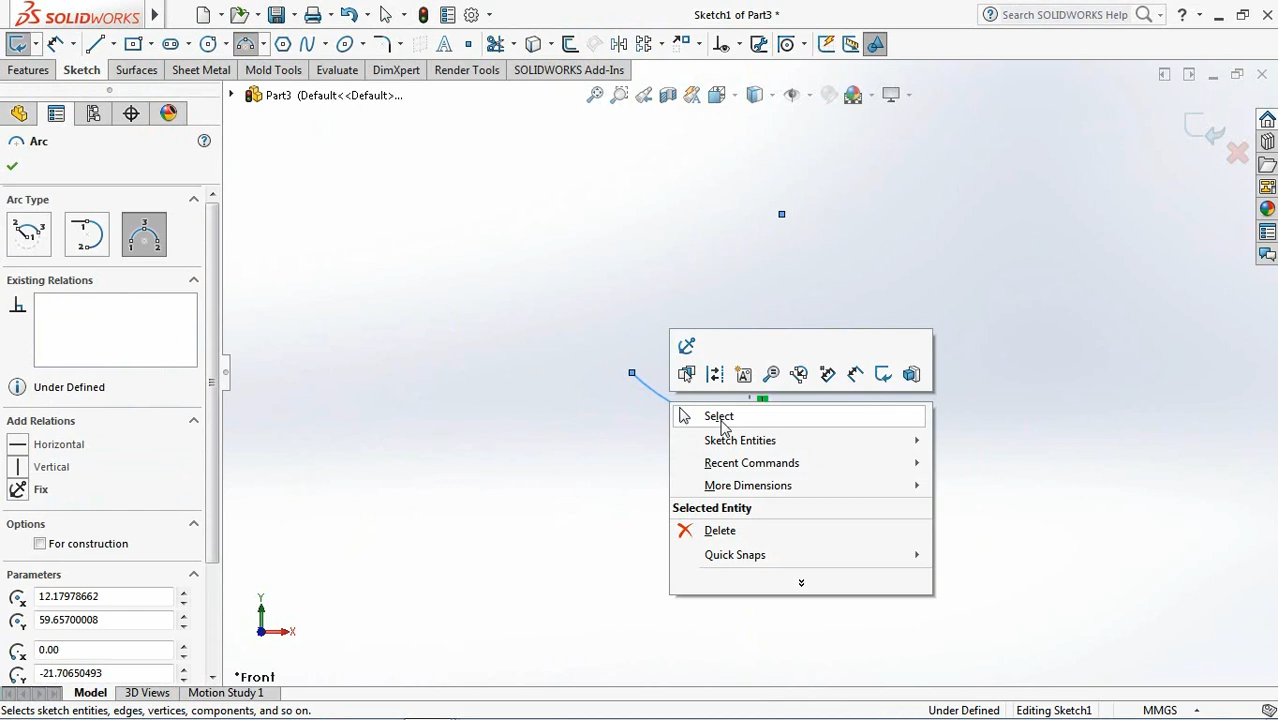 SOLIDWORKS
Sketch1 of Part3 *
Search SOLIDWORKS Help
?
Features
Sketch
Surfaces
Sheet Metal
Mold Tools
Evaluate
DimXpert
Render Tools
SOLIDWORKS Add-Ins
Part3 (Default<<Default>...
Arc
Arc Type
Existing Relations
Under Defined
Add Relations
Horizontal
Vertical
Fix
Options
For construction
Parameters
12.17978662
59.65700008
0.00
-21.70650493
Select
Sketch Entities
Recent Commands
More Dimensions
Selected Entity
Delete
Quick Snaps
Y
X
*Front
Model
3D Views
Motion Study 1
Selects sketch entities, edges, vertices, components, and so on.
Under Defined
Editing Sketch1
MMGS